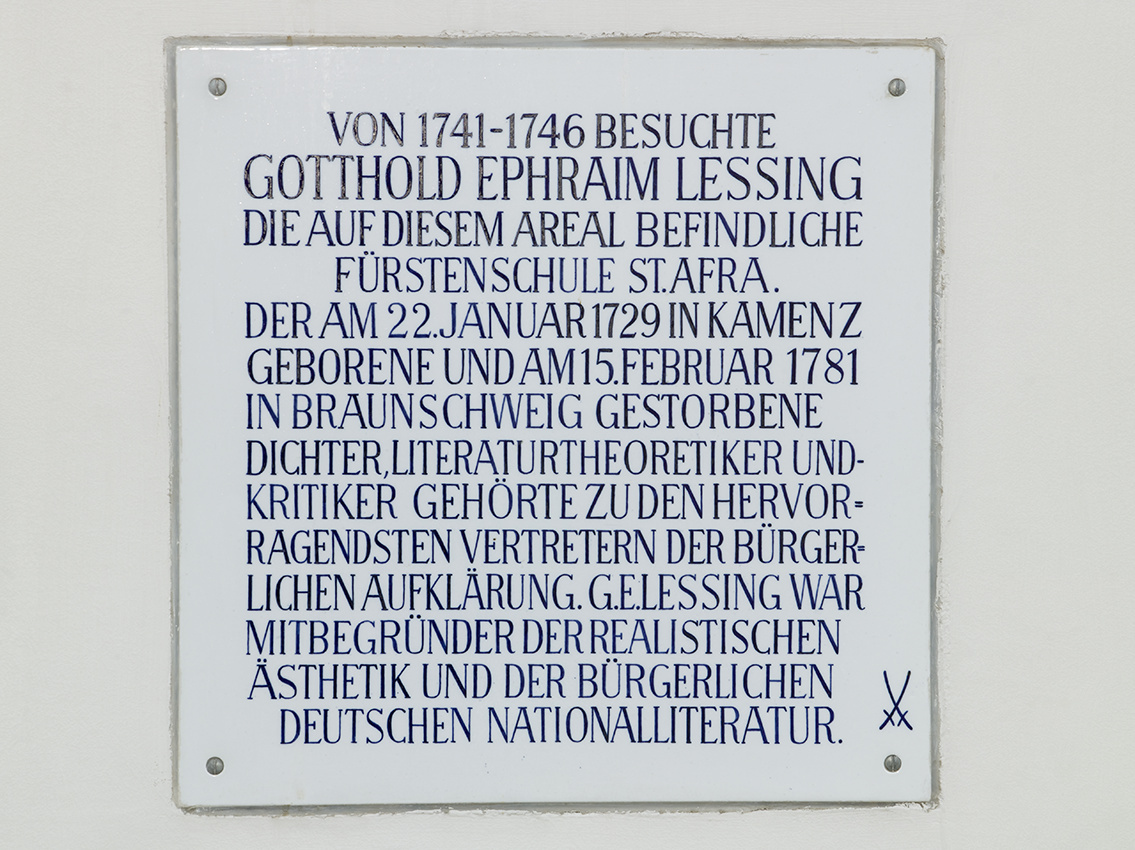 VON 1741-1746 BESUCHTE
GOTTHOLD EPHRAIM LESSING
DIE AUF DIESEM AREAL BEFINDLICHE
FÜRSTENSCHULE ST. AFRA.
DER AM 22. JANUAR 1729 IN KAMENZ
GEBORENE UND AM 15. FEBRUAR 1781
IN BRAUNSCHWEIG GESTORBENE
DICHTER, LITERATURTHEORETIKER UND-
KRITIKER GEHÖRTE ZU DEN HERVOR=
RAGENDSTEN VERTRETERN DER BÜRGER=
LICHEN AUFKLÄRUNG. G.E. LESSING WAR
MITBEGRÜNDER DER REALISTISCHEN
ÄSTHETIK UND DER BÜRGERLICHEN
DEUTSCHEN NATIONALLITERATUR.